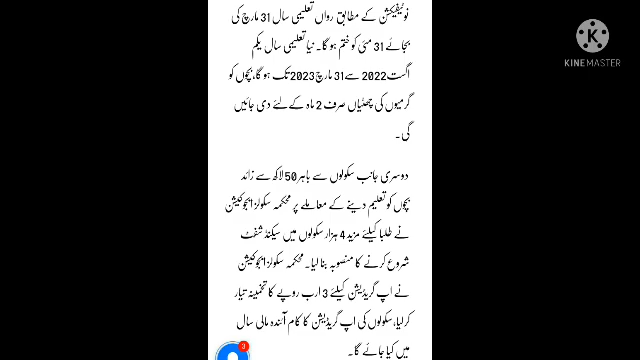 نوٹیفکیشن کے مطابق رواں تعلیمی سال 31 مارچ کی
بجائے 31 مئی کو ختم ہو گا۔ نیا تعلیمی سال یکم
اگست 2022 سے 31 مارچ 2023 تک ہو گا، بچوں کو
گرمیوں کی چھٹیاں صرف 2 ماہ کے لئے دی جائیں
گی۔
دوسری جانب سکولوں سے باہر 50 لاکھ سے زائد
بچوں کو تعلیم دینے کے معاملے پر محکمہ سکولز ایجوکیشن
نے طلبا کیلئے مزید 4 ہزار سکولوں میں سیکنڈ شفٹ
شروع کرنے کا منصوبہ بنا لیا۔ محکمہ سکولز ایجوکیشن
نے اپ گریڈیشن کیلئے 3 ارب روپے کا تخمینہ تیار
کر لیا، سکولوں کی اپ گریڈیشن کا کام آئندہ مالی سال
میں کیا جائے گا۔
3
KINEMASTER